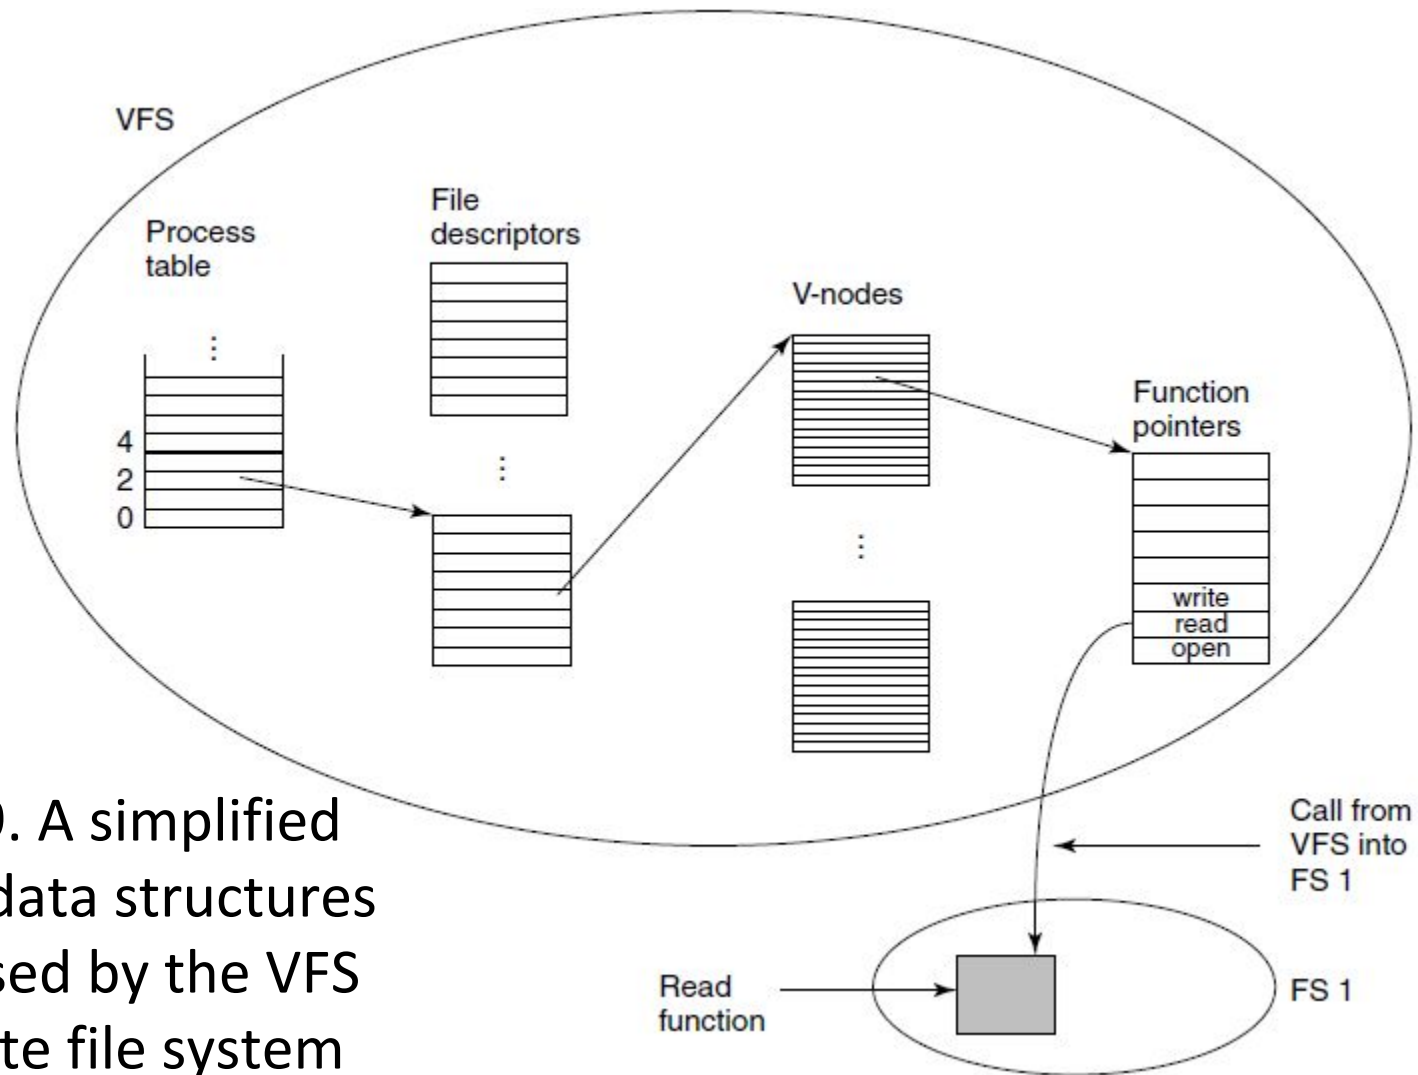 VFS
Process
table
File
descriptors
V-nodes
Function
pointers
4
2
0
write
read
open
Call from
VFS into
FS 1
Read
function
FS 1
. A simplified
data structures
sed by the VFS
te file system